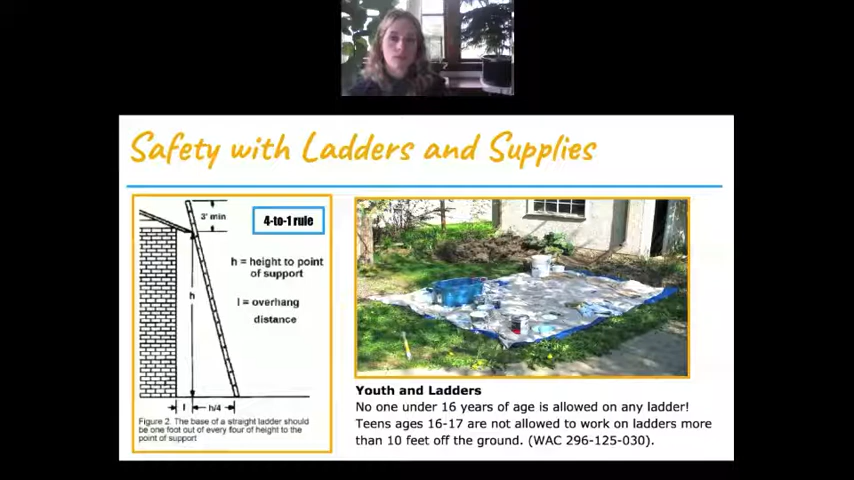 Safety with Ladders and Supplies
3' min
4-to-1 rule
h = height to point
of support
h
l = overhang
distance
l
h/4
Figure 2. The base of a straight ladder should
be one foot out of every four of height to the
point of support
Youth and Ladders
No one under 16 years of age is allowed on any ladder!
Teens ages 16-17 are not allowed to work on ladders more
than 10 feet off the ground. (WAC 296-125-030).